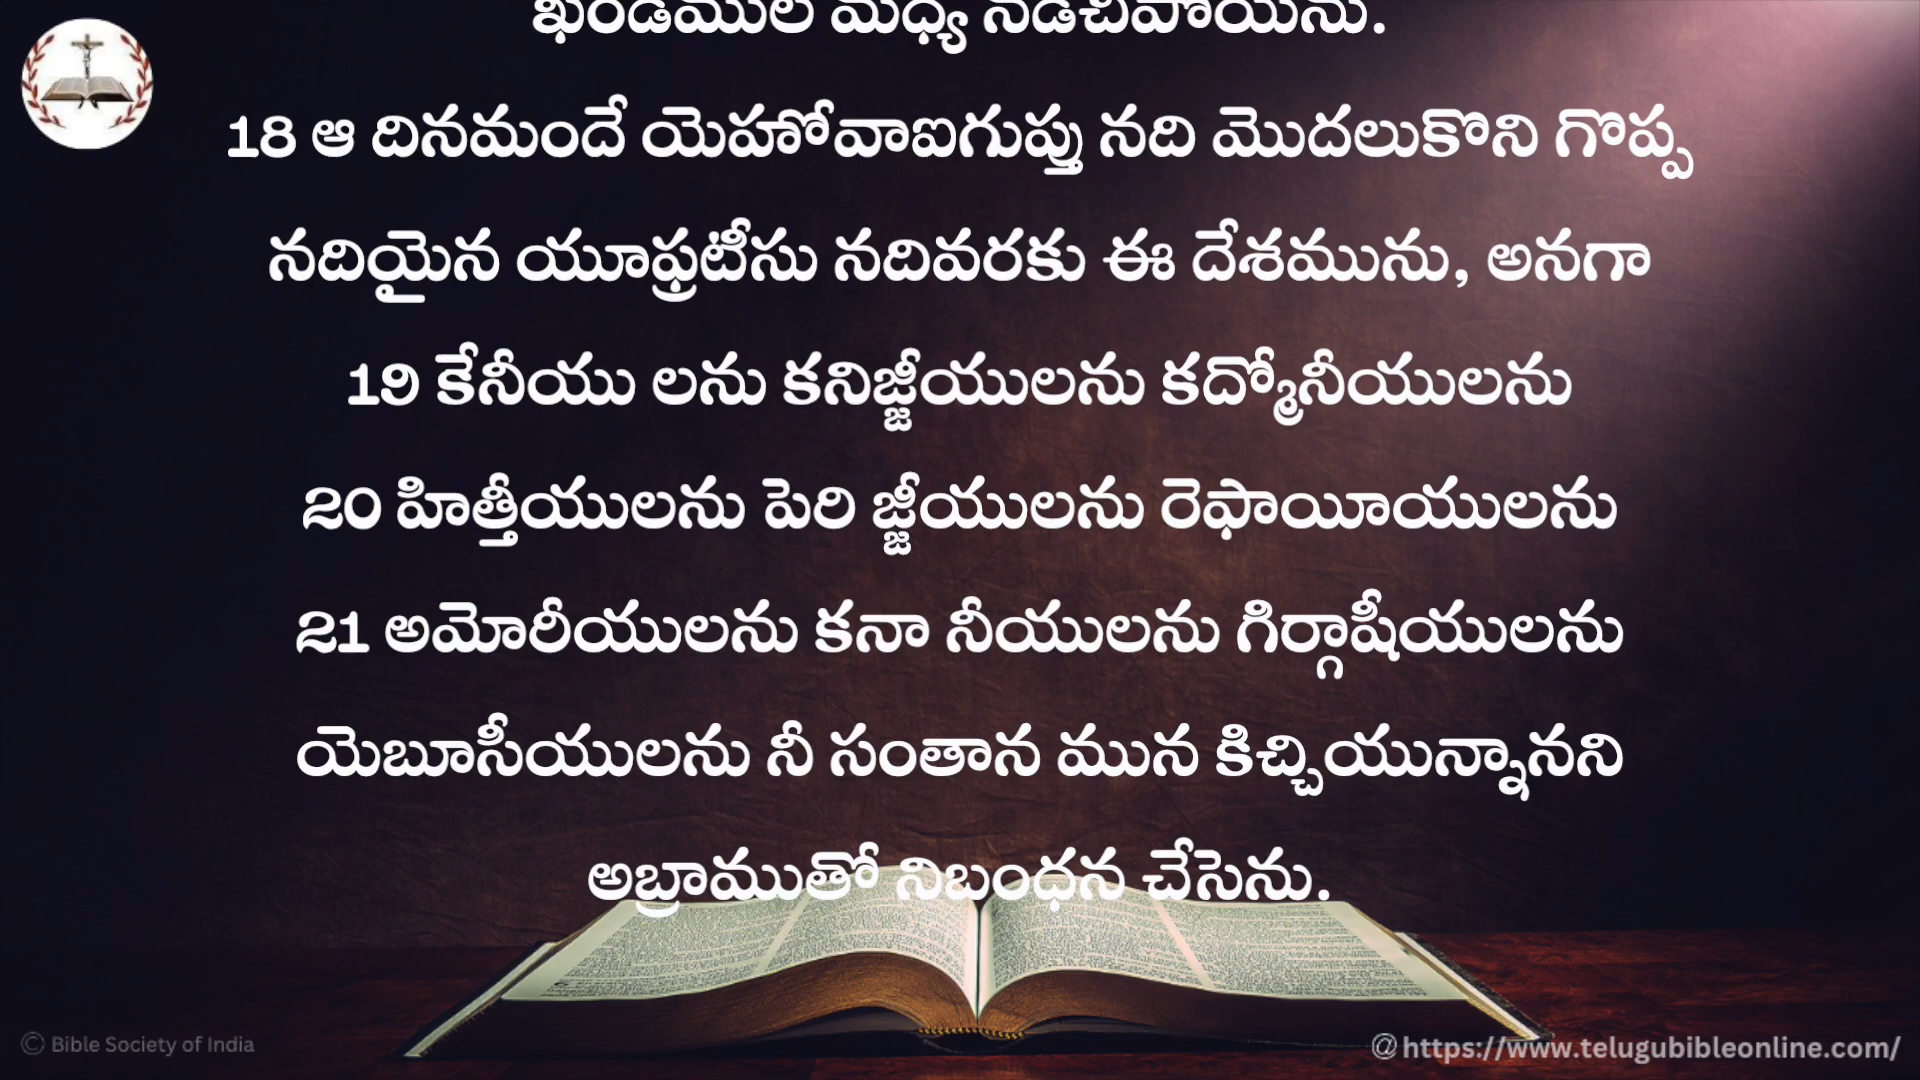 ఖండముల మధ్య నడచిపోయెను.
18 ఆ దినమందే యెహోవాఐగుప్తు నది మొదలుకొని గొప్ప
నదియైన యూఫ్రటీసు నదివరకు ఈ దేశమును, అనగా
19 కేనీయు లను కనిజ్జీయులను కద్మోనీయులను
20 హిత్తీయులను పెరి జ్జీయులను రెఫాయీయులను
21 అమోరీయులను కనా నీయులను గిర్గాషీయులను
యెబూసీయులను నీ సంతాన మున కిచ్చియున్నానని
అబ్రాముతో నిబంధన చేసెను.
© Bible Society of India
@https://www.telugubibleonline.com/